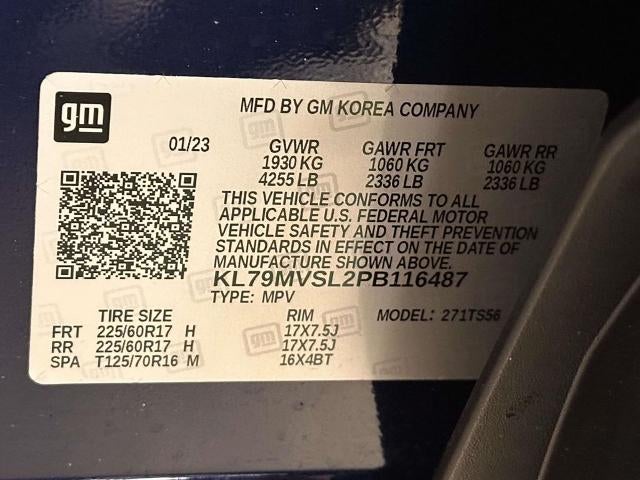 gm
MFD BY GM KOREA COMPANY
01/23 GVWR GAWR FRT GAWR RR
1930 KG 1060 KG 1060 KG
4255 LB 2336 LB 2336 LB
THIS VEHICLE CONFORMS TO ALL
APPLICABLE U.S. FEDERAL MOTOR
VEHICLE SAFETY AND THEFT PREVENTION
STANDARDS IN EFFECT ON THE DATE OF
MANUFACTURE SHOWN ABOVE.
KL79MVSL2PB116487
TYPE: MPV
TIRE SIZE RIM MODEL: 271TS56
FRT 225/60R17 H 17X7.5J
RR 225/60R17 H 17X7.5J
SPA T125/70R16 M 16X4BT